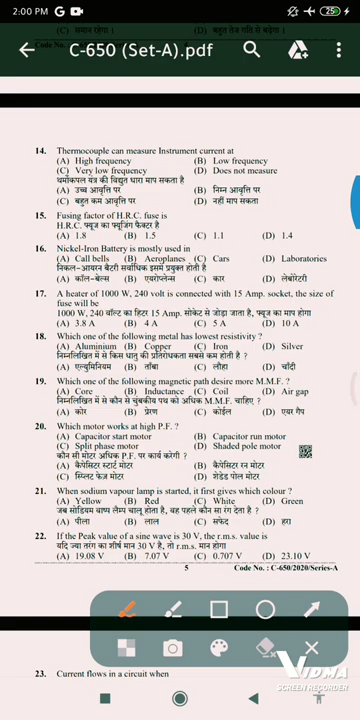 2:00 PM G 25
(C) समान रहेगा । (D) बहुत तेज गति से बढ़ेगा ।
C-650 (Set-A).pdf
14. Thermocouple can measure Instrument current at
(A) High frequency (B) Low frequency
(C) Very low frequency (D) Does not measure
थर्मोकपल यंत्र की विद्युत धारा माप सकता है
(A) उच्च आवृत्ति पर (B) निम्न आवृत्ति पर
(C) बहुत कम आवृत्ति पर (D) नहीं माप सकता
15. Fusing factor of H.R.C. fuse is
H.R.C. फ्यूज का फ्यूजिंग फैक्टर है
(A) 1.8 (B) 1.5 (C) 1.1 (D) 1.4
16. Nickel-Iron Battery is mostly used in
(A) Call bells (B) Aeroplanes (C) Cars (D) Laboratories
निकल-आयरन बैटरी सर्वाधिक इसमें प्रयुक्त होती है
(A) कॉल-बेल्स (B) एयरोप्लेन्स (C) कार (D) लेबोरेटरी
17. A heater of 1000 W, 240 volt is connected with 15 Amp. socket, the size of
fuse will be
1000 W, 240 वॉल्ट का हिटर 15 Amp. सोकेट से जोड़ा जाता है, फ्यूज का माप होगा
(A) 3.8 A (B) 4 A (C) 5 A (D) 10 A
18. Which one of the following metal has lowest resistivity ?
(A) Aluminium (B) Copper (C) Iron (D) Silver
निम्नलिखित में से किस धातु की प्रतिरोधकता सबसे कम होती है ?
(A) एल्युमिनियम (B) ताँबा (C) लौहा (D) चाँदी
19. Which one of the following magnetic path desire more M.M.F. ?
(A) Core (B) Inductance (C) Coil (D) Air gap
निम्नलिखित में से कौन से चुंबकीय पथ को अधिक M.M.F. चाहिए ?
(A) कोर (B) प्रेरण (C) कोईल (D) एयर गैप
20. Which motor works at high P.F. ?
(A) Capacitor start motor (B) Capacitor run motor
(C) Split phase motor (D) Shaded pole motor
कौन सी मोटर अधिक P.F. पर कार्य करेगी ?
(A) कैपेसिटर स्टार्ट मोटर (B) कैपेसिटर रन मोटर
(C) स्प्लिट फेज मोटर (D) शेडेड पोल मोटर
21. When sodium vapour lamp is started, it first gives which colour ?
(A) Yellow (B) Red (C) White (D) Green
जब सोडियम वाष्प लैम्प चालू होता है, वह पहले कौन सा रंग देता है ?
(A) पीला (B) लाल (C) सफेद (D) हरा
22. If the Peak value of a sine wave is 30 V, the r.m.s. value is
यदि ज्या तरंग का शीर्ष मान 30 V है, तो r.m.s. मान होगा
(A) 19.08 V (B) 7.07 V (C) 0.707 V (D) 23.10 V
5 Code No. : C-650/2020/Series-A
23. Current flows in a circuit when
VIDMA
SCREEN RECORDER